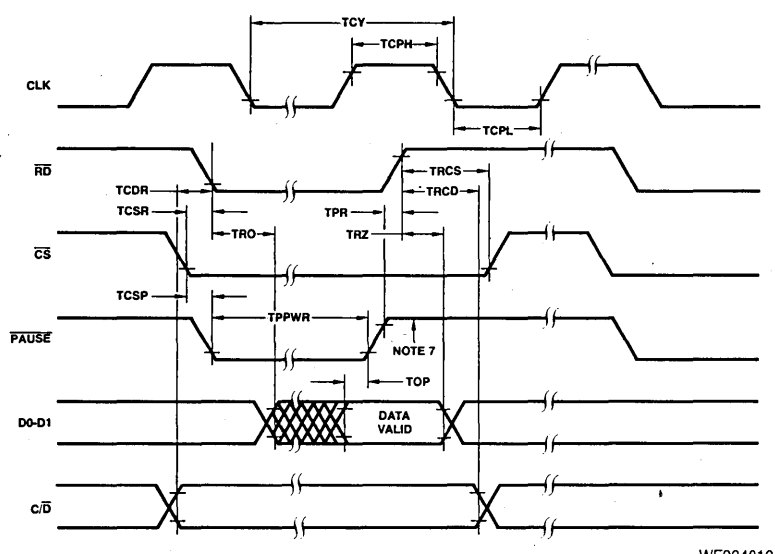 TCY
TCPH
CLK
TCPL
RD
TRCS
TCDR
TRCD
TCSR
TPR
TRO
TRZ
CS
TCSP
TPPWR
PAUSE
NOTE 7
TOP
D0-D1
DATA
VALID
C/D